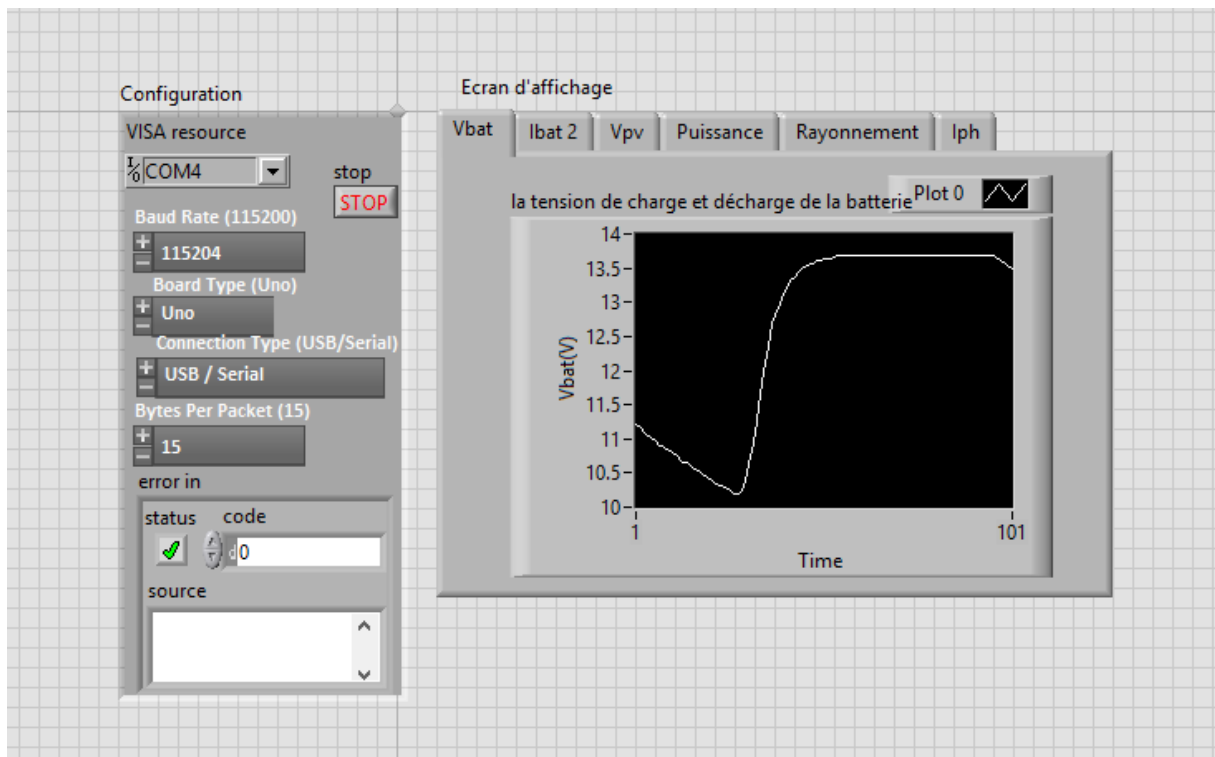 Configuration
VISA resource
COM4
stop
STOP
Baud Rate (115200)
115204
Board Type (Uno)
Uno
Connection Type (USB/Serial)
USB / Serial
Bytes Per Packet (15)
15
error in
status code
d 0
source
Ecran d'affichage
Vbat Ibat 2 Vpv Puissance Rayonnement Iph
la tension de charge et décharge de la batterie
Plot 0
14
13.5
13
12.5
12
11.5
11
10.5
10
Vbat(V)
1 101
Time